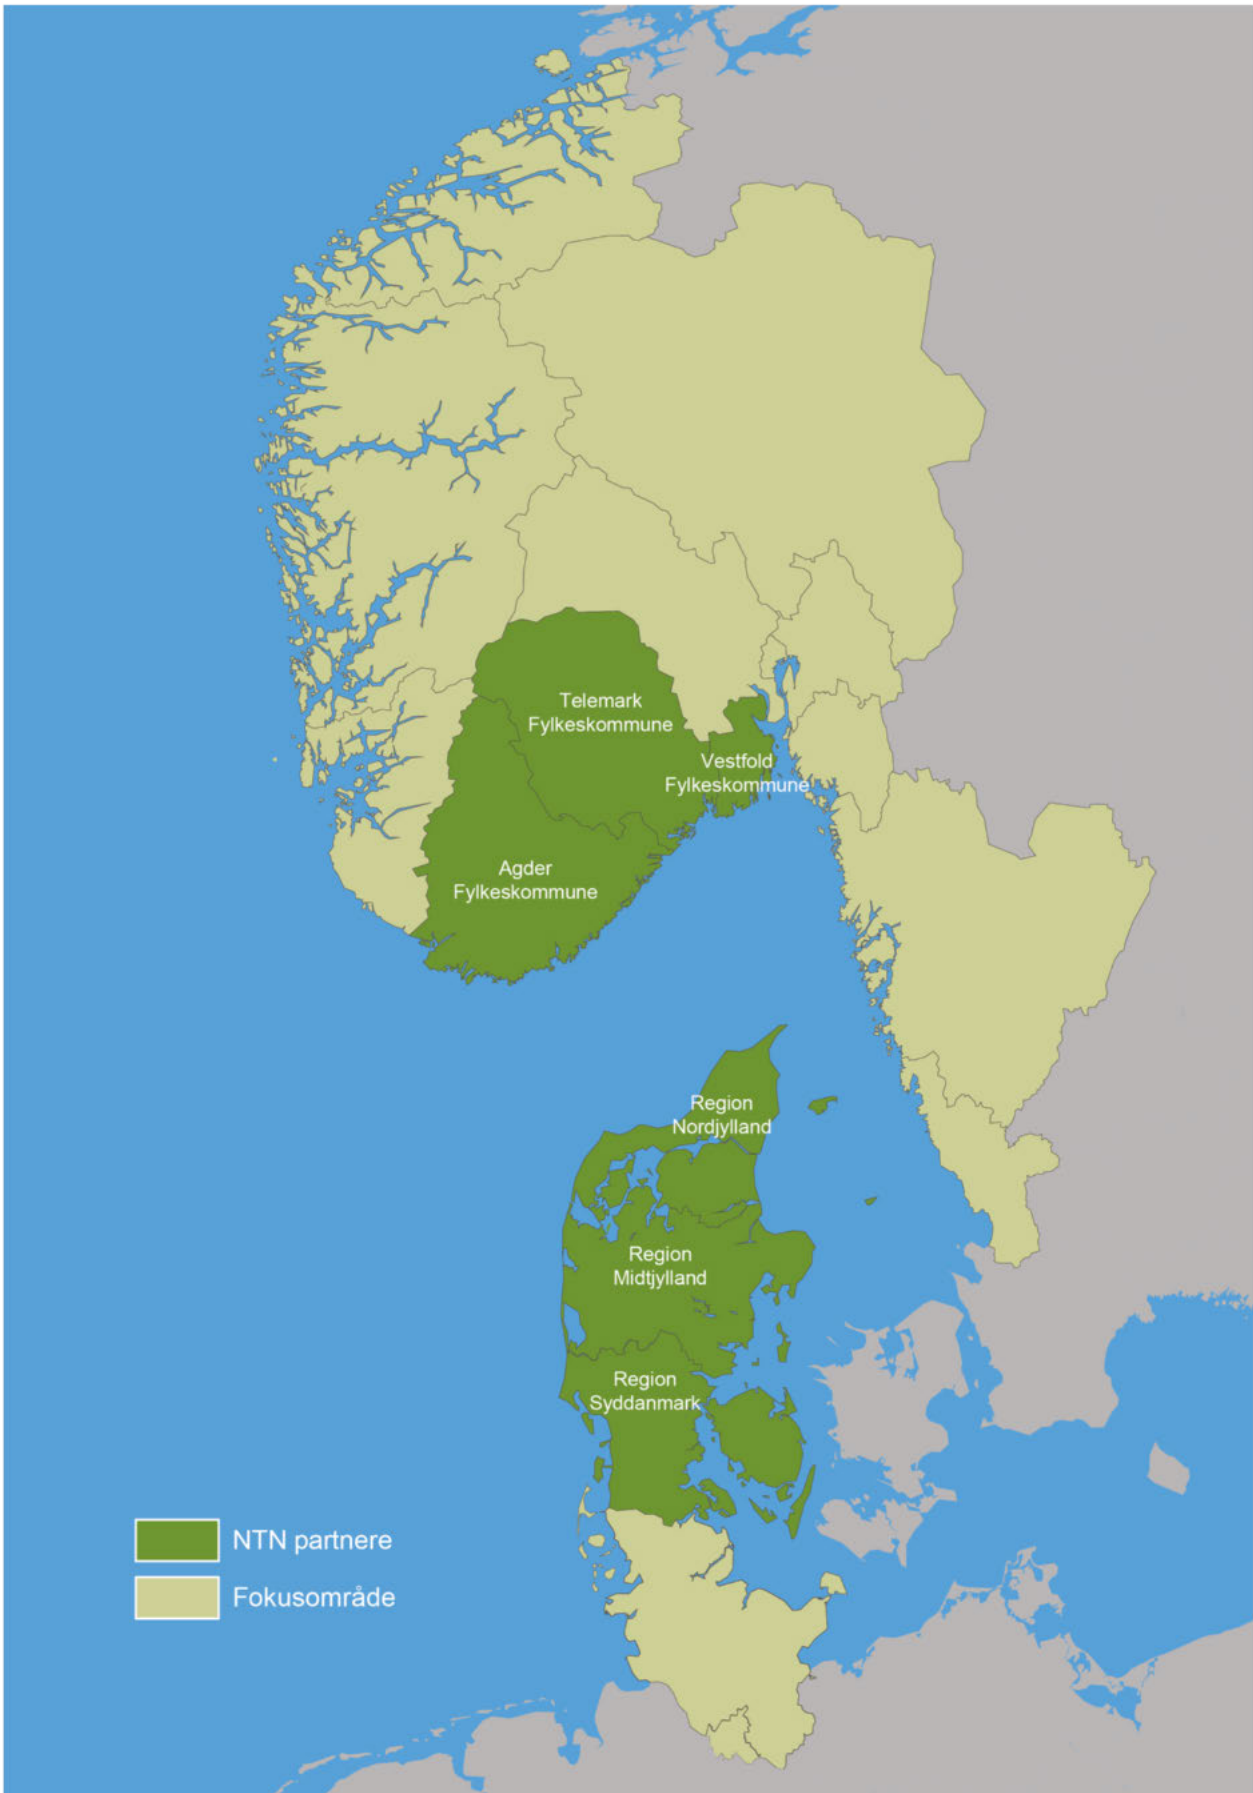 Telemark
Fylkeskommune
Vestfold
Fylkeskommune
Agder
Fylkeskommune
Region
Nordjylland
Region
Midtjylland
Region
Syddanmark
NTN partnere
Fokusområde